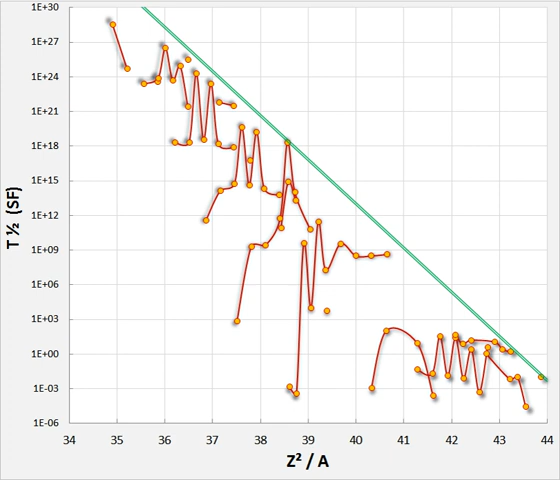 1E+30
1E+27
1E+24
1E+21
1E+18
1E+15
1E+12
1E+09
1E+06
1E+03
1E+00
1E-03
1E-06
T ½ (SF)
34 35 36 37 38 39 40 41 42 43 44
Z² / A